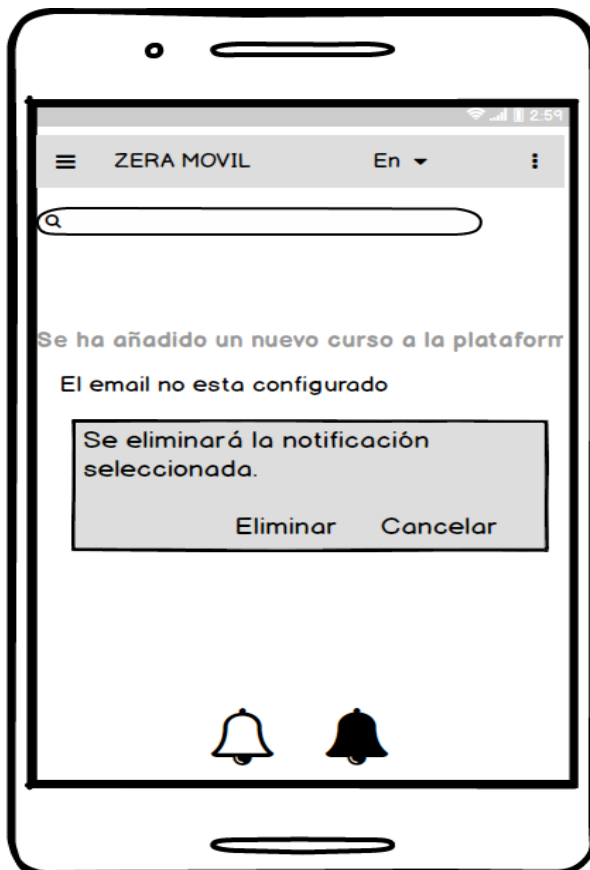 2:59
ZERA MOVIL En
Se ha añadido un nuevo curso a la plataform
El email no esta configurado
Se eliminará la notificación
seleccionada.
Eliminar Cancelar